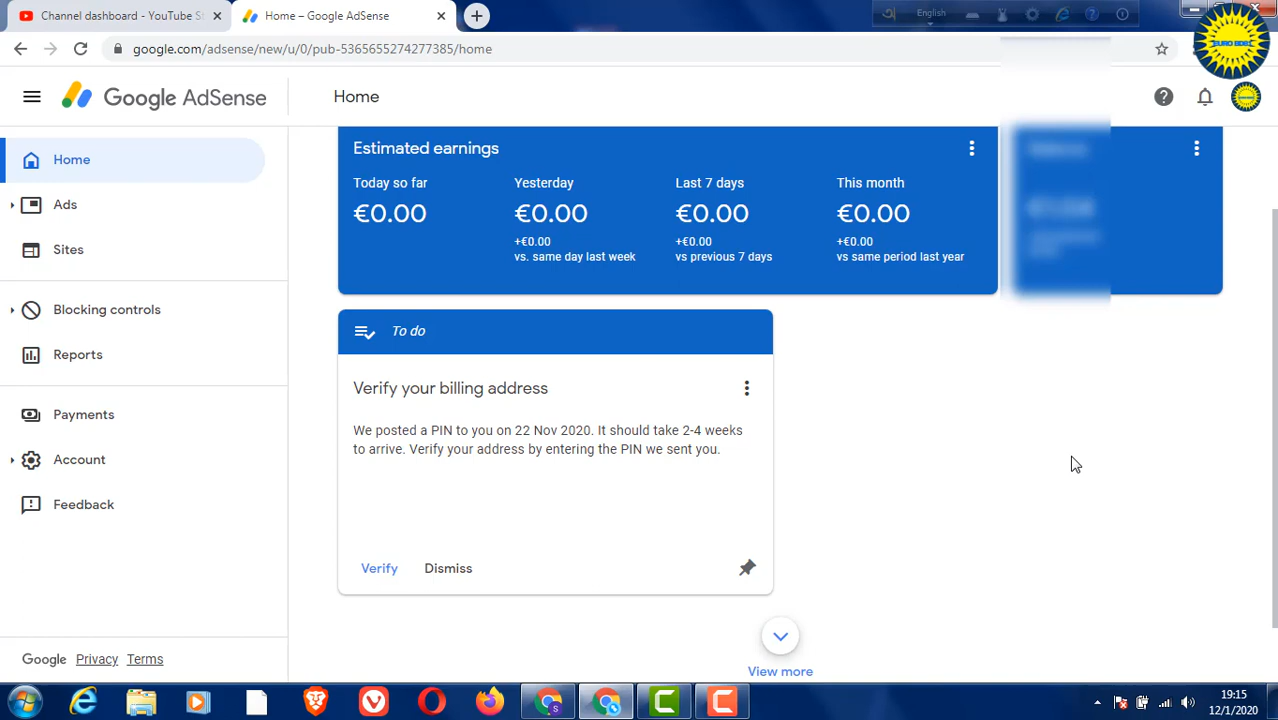 Channel dashboard - YouTube St
Home – Google AdSense
English
google.com/adsense/new/u/0/pub-5365655274277385/home
EURO BDE
Google AdSense
Home
Home
Ads
Sites
Blocking controls
Reports
Payments
Account
Feedback
Google Privacy Terms
Estimated earnings
Today so far
Yesterday
Last 7 days
This month
€0.00
€0.00
€0.00
€0.00
+€0.00
+€0.00
+€0.00
vs. same day last week
vs previous 7 days
vs same period last year
To do
Verify your billing address
We posted a PIN to you on 22 Nov 2020. It should take 2-4 weeks
to arrive. Verify your address by entering the PIN we sent you.
Verify
Dismiss
View more
19:15
12/1/2020